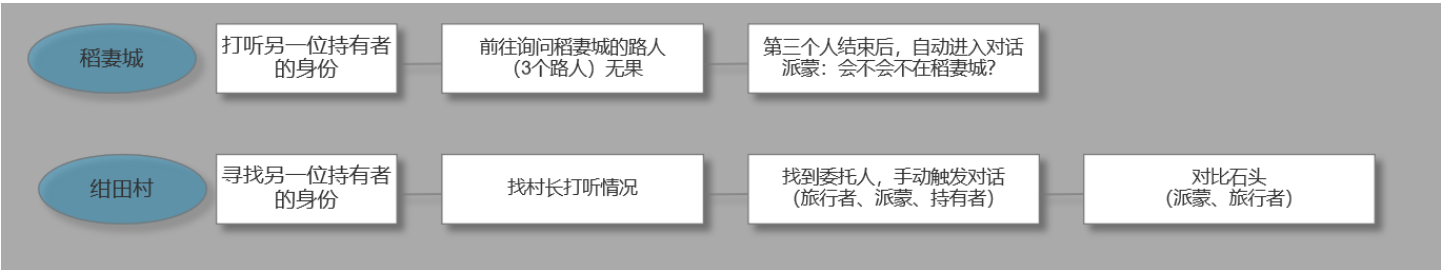 稻妻城
打听另一位持有者
的身份
前往询问稻妻城的路人
（3个路人）无果
第三个人结束后，自动进入对话
派蒙：会不会不在稻妻城？
绀田村
寻找另一位持有者
的身份
找村长打听情况
找到委托人，手动触发对话
（旅行者、派蒙、持有者）
对比石头
（派蒙、旅行者）